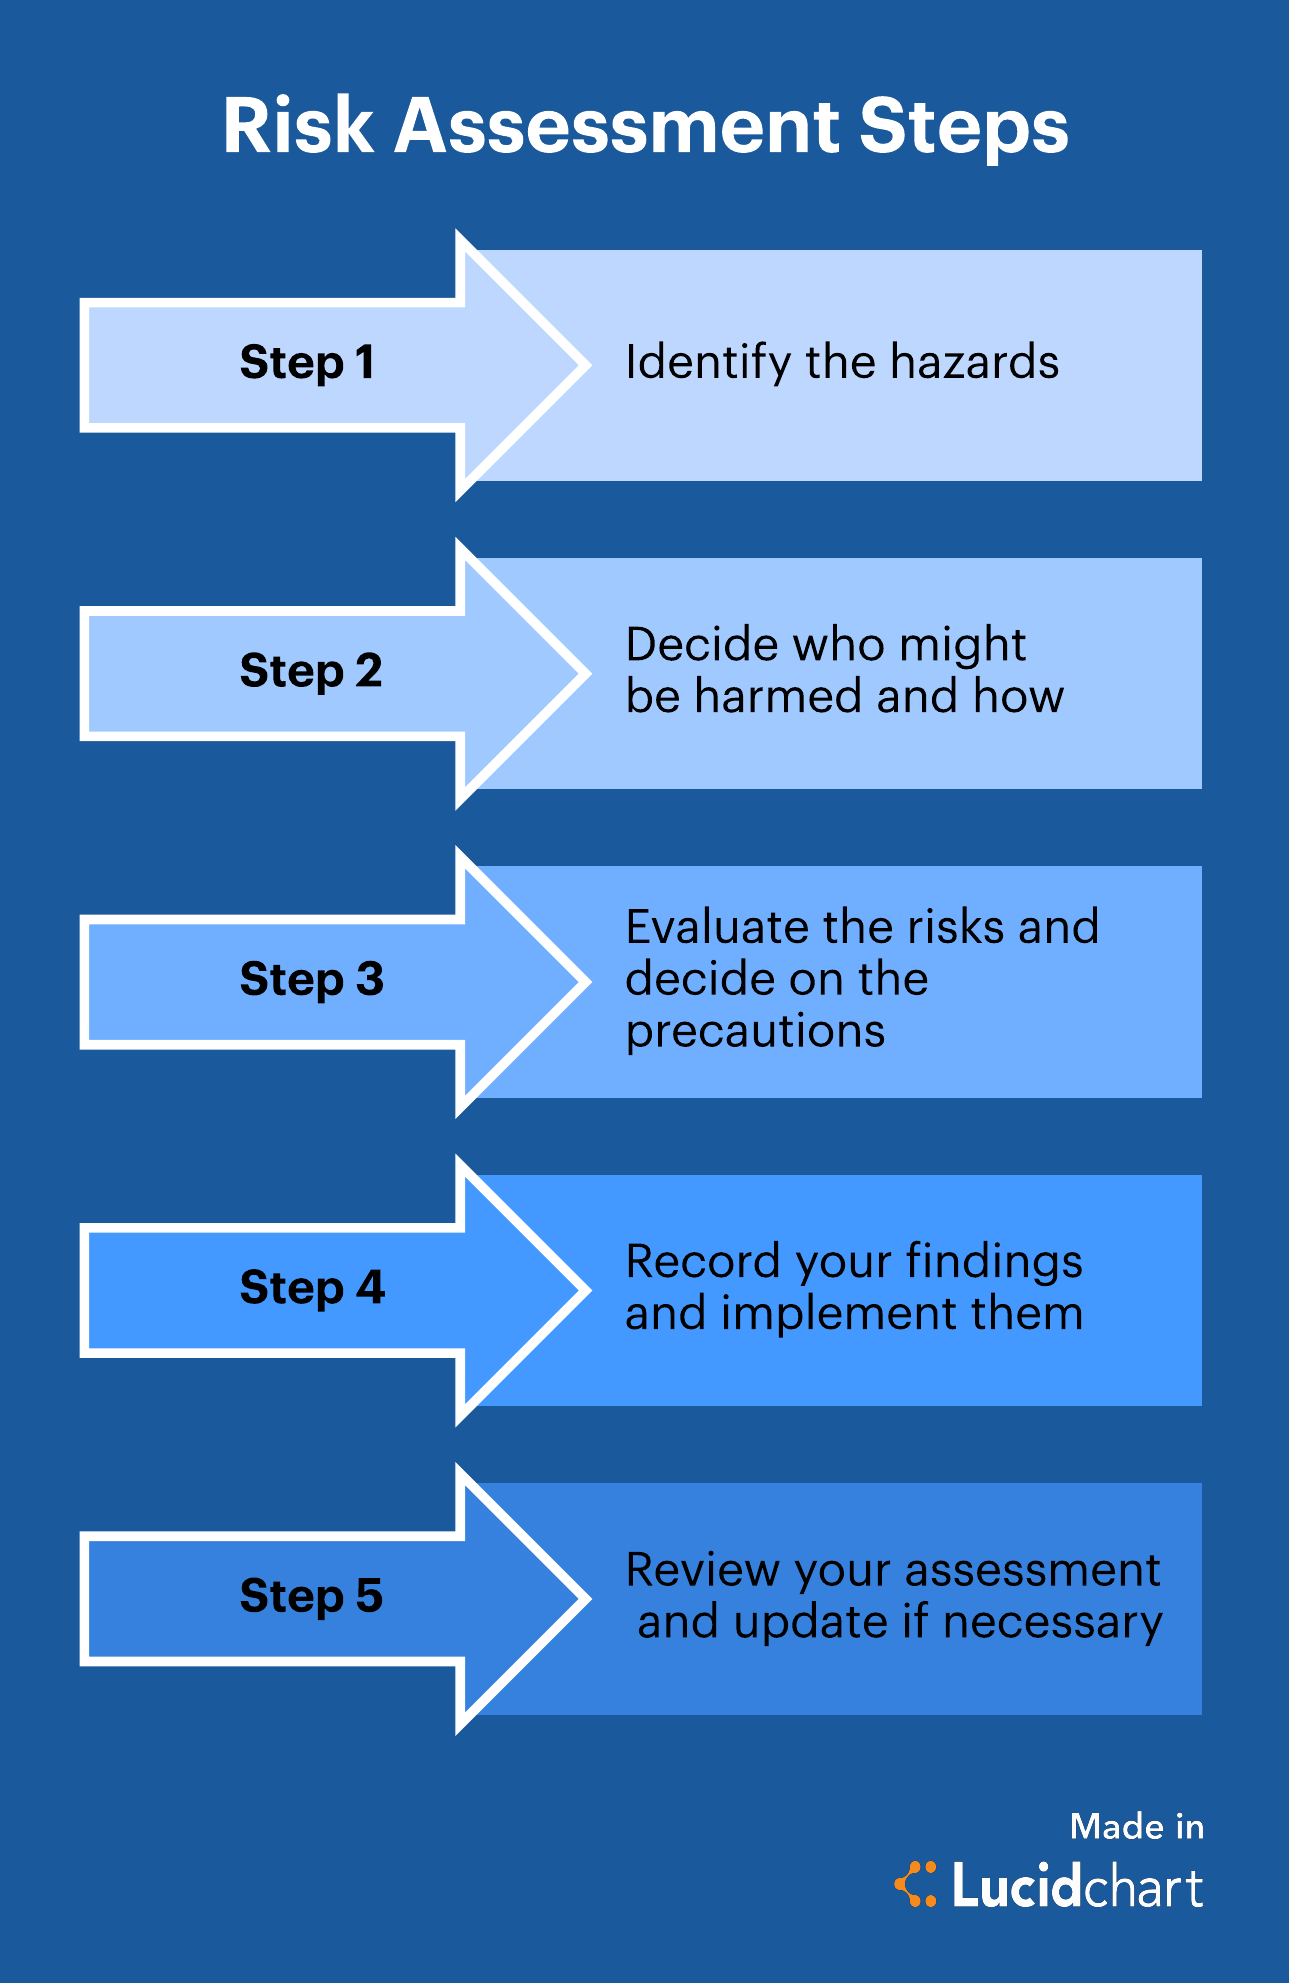 Risk Assessment Steps
Step 1
Identify the hazards
Step 2
Decide who might
be harmed and how
Step 3
Evaluate the risks and
decide on the
precautions
Step 4
Record your findings
and implement them
Step 5
Review your assessment
and update if necessary
Made in
Lucidchart